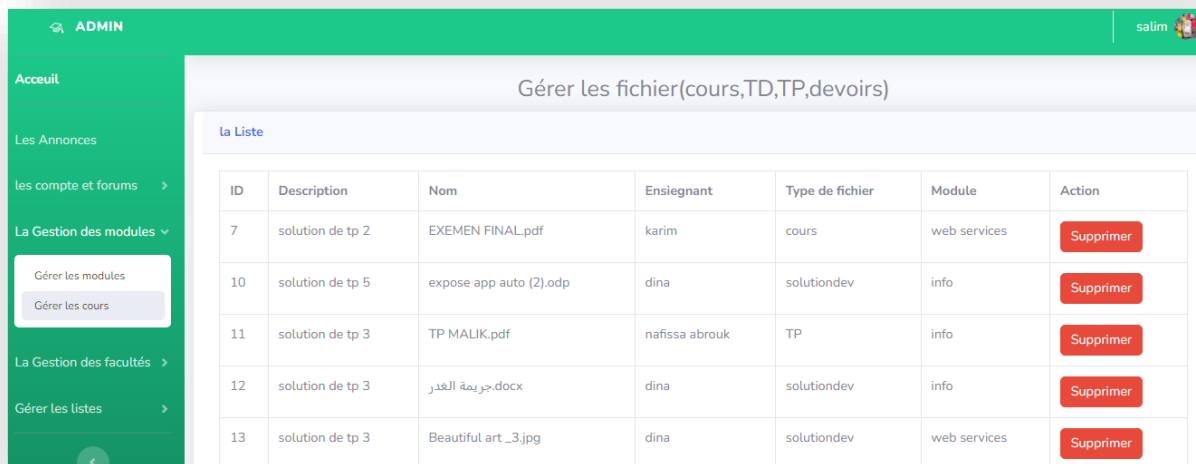 ADMIN
salim
Acceuil
Les Annonces
les compte et forums
La Gestion des modules
Gérer les modules
Gérer les cours
La Gestion des facultés
Gérer les listes
Gérer les fichier(cours,TD,TP,devoirs)
la Liste
ID Description Nom Ensiegnant Type de fichier Module Action
7 solution de tp 2 EXEMEN FINAL.pdf karim cours web services Supprimer
10 solution de tp 5 expose app auto (2).odp dina solutiondev info Supprimer
11 solution de tp 3 TP MALIK.pdf nafissa abrouk TP info Supprimer
12 solution de tp 3 جريمة الغدر.docx dina solutiondev info Supprimer
13 solution de tp 3 Beautiful art _3.jpg dina solutiondev web services Supprimer